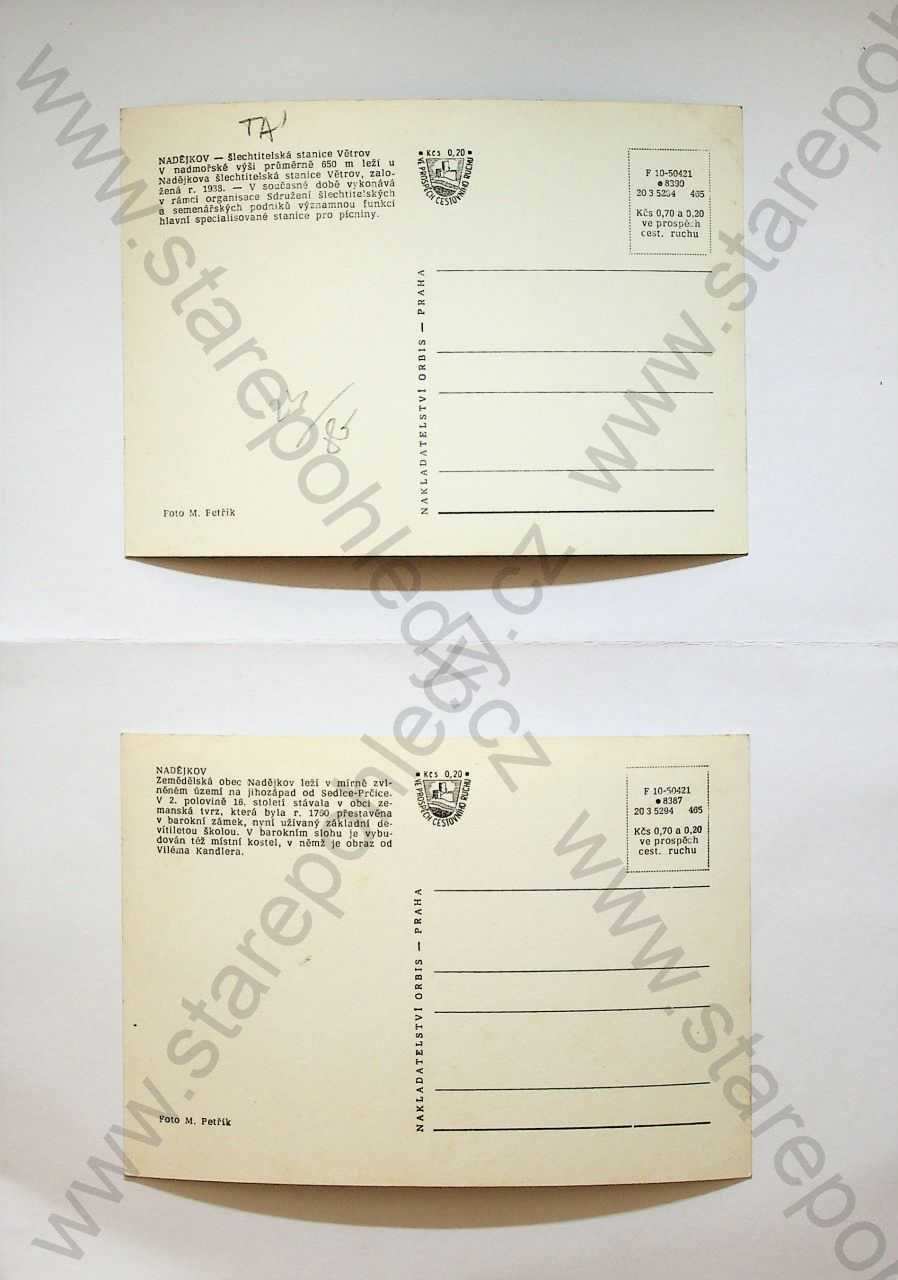 TA
NADĚJKOV — šlechtitelská stanice Větrov
V nadmořské výši průměrně 650 m leží u
Nadějkova šlechtitelská stanice Větrov, zalo-
žená r. 1938. — V současné době vykonává
v rámci organisace Sdružení šlechtitelských
a semenářských podniků významnou funkci
hlavní specialisované stanice pro pícniny.
Kčs 0,20
VE PROSPĚCH CESTOVNÍHO RUCHU
F 10-50421
8390
20 3 5294 465
Kčs 0,70 a 0,20
ve prospěch
cest. ruchu
NAKLADATELSTVÍ ORBIS — PRAHA
Foto M. Petřík
NADĚJKOV
Zemědělská obec Nadějkov leží v mírně zvl-
něném území na jihozápad od Sedlce-Prčice.
V 2. polovině 16. století stávala v obci ze-
manská tvrz, která byla r. 1760 přestavěna
v barokní zámek, nyní užívaný základní de-
vítiletou školou. V barokním slohu je vybu-
dován též místní kostel, v němž je obraz od
Viléma Kandlera.
Kčs 0,20
VE PROSPĚCH CESTOVNÍHO RUCHU
F 10-50421
8387
20 3 5294 465
Kčs 0,70 a 0,20
ve prospěch
cest. ruchu
NAKLADATELSTVÍ ORBIS — PRAHA
Foto M. Petřík
www.starepohledy.cz
www.starepohledy.cz